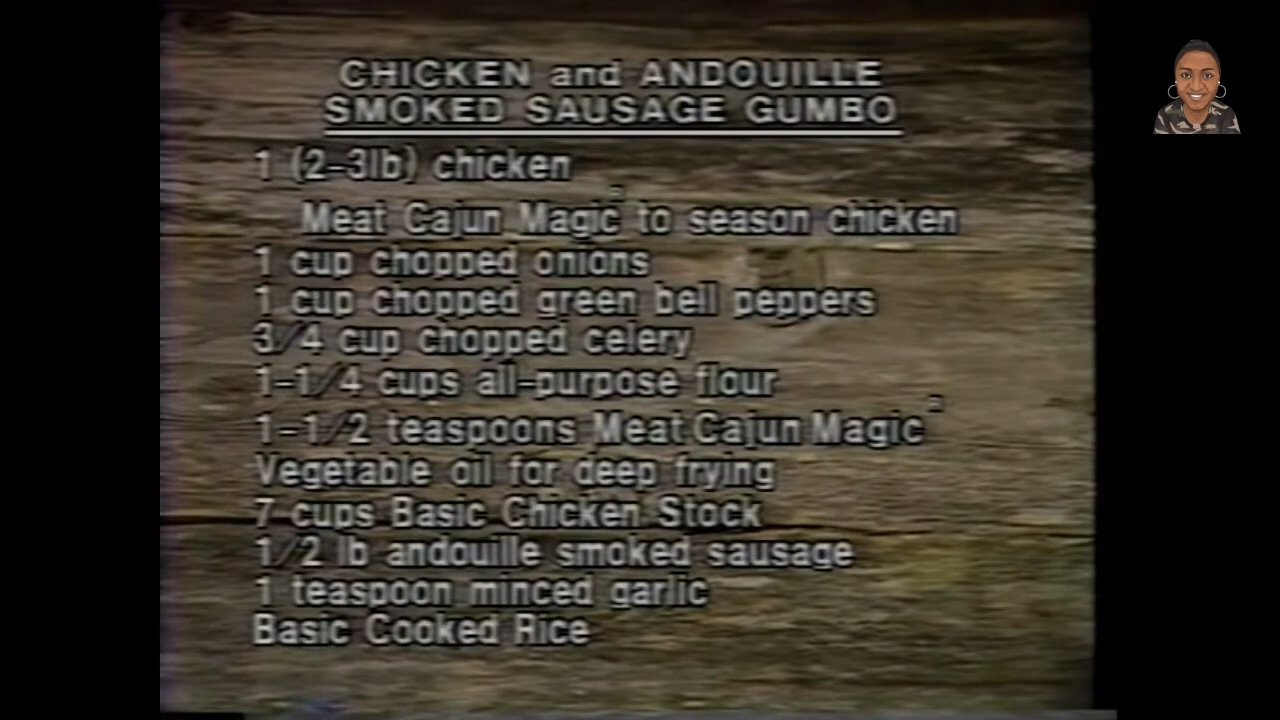 CHICKEN and ANDOUILLE
SMOKED SAUSAGE GUMBO
1 (2-3lb) chicken
Meat Cajun Magic to season chicken
1 cup chopped onions
1 cup chopped green bell peppers
3/4 cup chopped celery
1-1/4 cups all-purpose flour
1-1/2 teaspoons Meat Cajun Magic
Vegetable oil for deep frying
7 cups Basic Chicken Stock
1/2 lb andouille smoked sausage
1 teaspoon minced garlic
Basic Cooked Rice